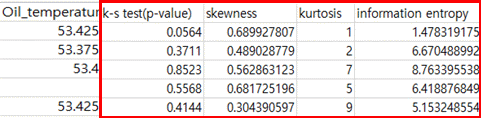 Oil_temperatur k-s test(p-value) skewness kurtosis information entropy
53.425 0.0564 0.689927807 1 1.478319175
53.375 0.3711 0.489028779 2 6.670488992
53.4 0.8523 0.562863123 7 8.763395538
0.5568 0.681725196 5 6.418876849
53.425 0.4144 0.304390597 9 5.153248554